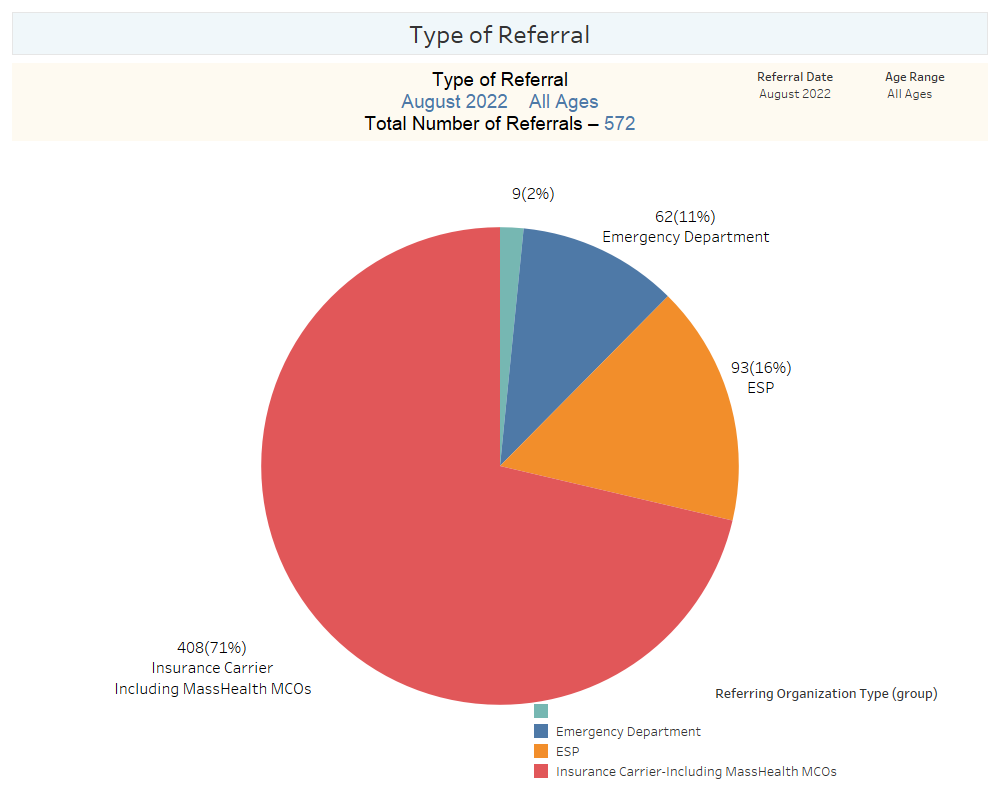 Type of Referral
Type of Referral
August 2022 All Ages
Total Number of Referrals – 572
Referral Date
August 2022
Age Range
All Ages
9(2%)
62(11%)
Emergency Department
93(16%)
ESP
408(71%)
Insurance Carrier
Including MassHealth MCOs
Referring Organization Type (group)
Emergency Department
ESP
Insurance Carrier-Including MassHealth MCOs